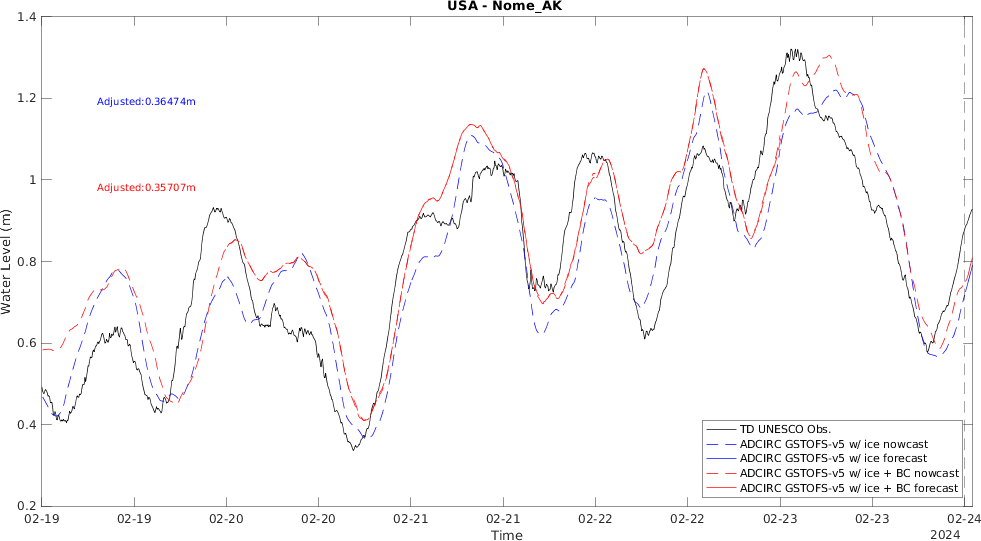 USA - Nome_AK
1.4
1.2
1
0.8
0.6
0.4
0.2
Water Level (m)
Adjusted:0.36474m
Adjusted:0.35707m
TD UNESCO Obs.
ADCIRC GSTOFS-v5 w/ ice nowcast
ADCIRC GSTOFS-v5 w/ ice forecast
ADCIRC GSTOFS-v5 w/ ice + BC nowcast
ADCIRC GSTOFS-v5 w/ ice + BC forecast
02-19 02-19 02-20 02-20 02-21 02-21 02-22 02-22 02-23 02-23 02-24
Time
2024